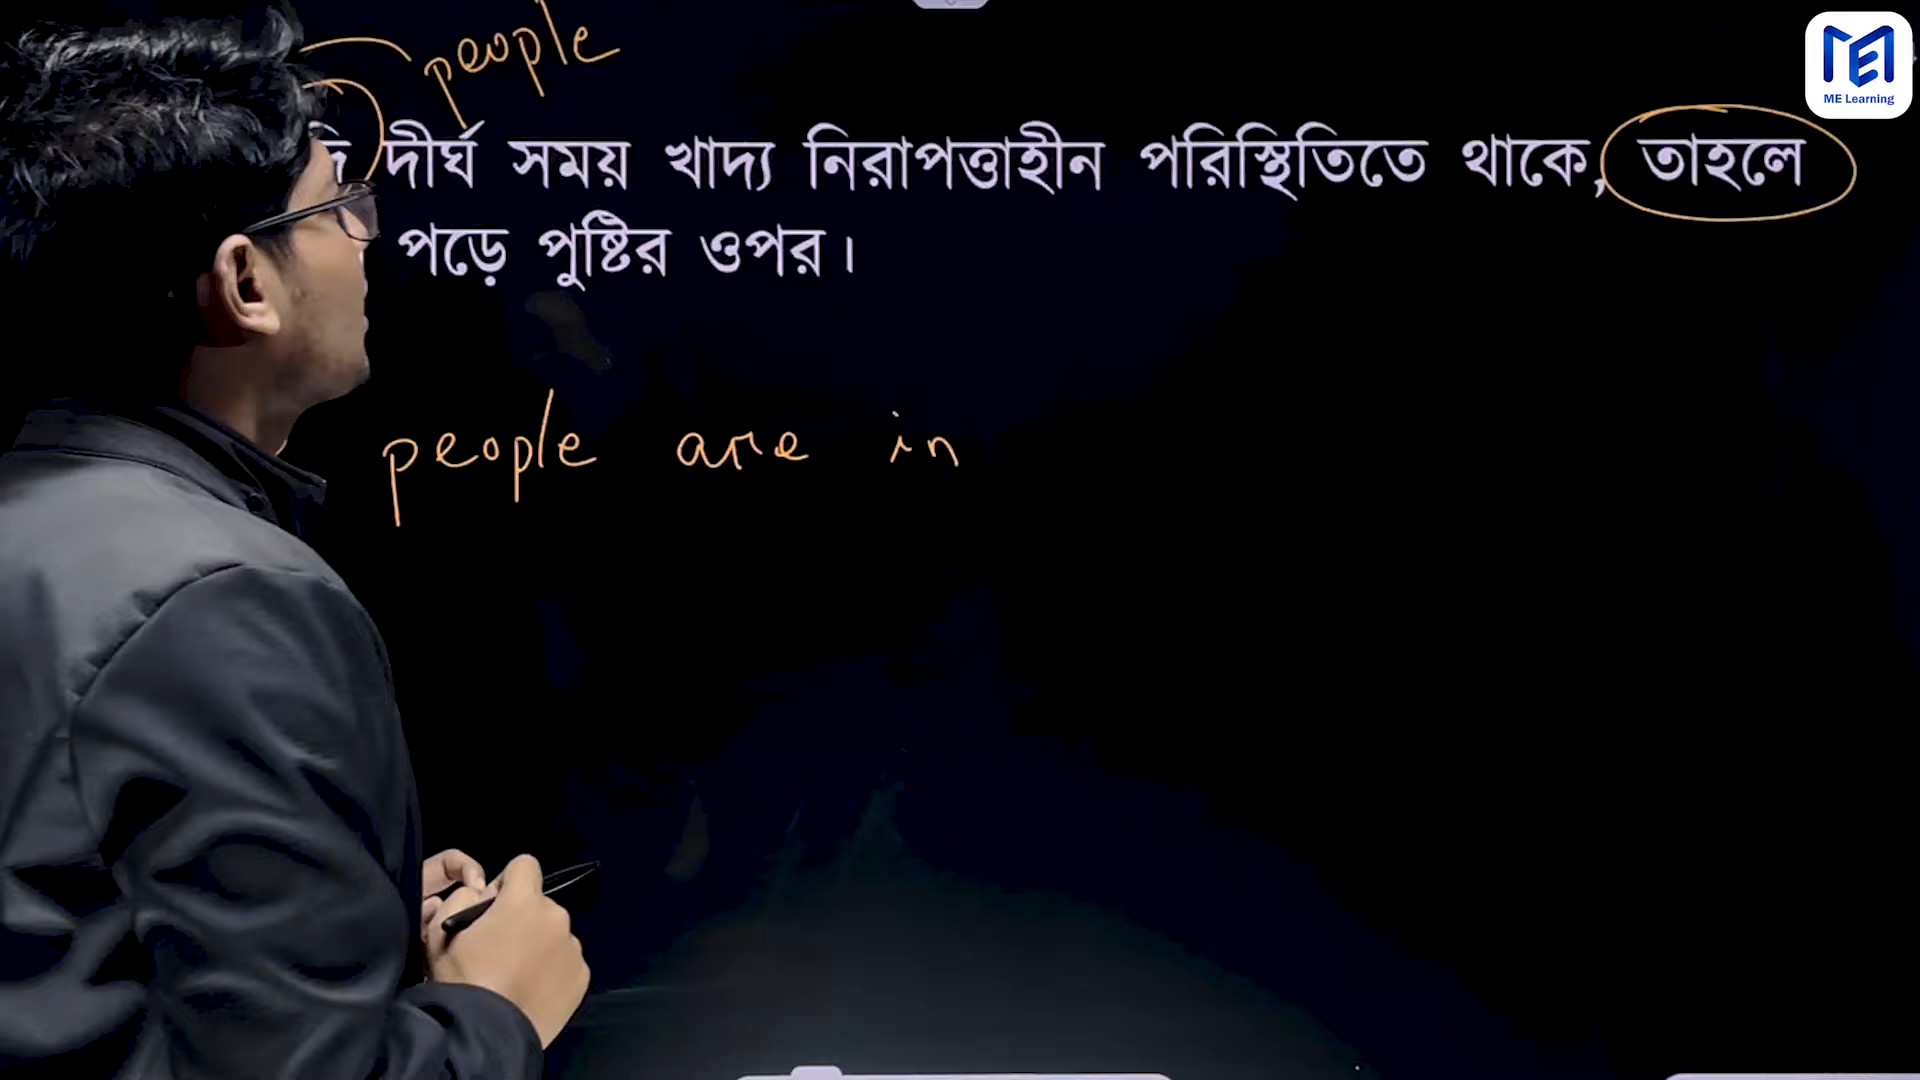 people
দীর্ঘ সময় খাদ্য নিরাপত্তাহীন পরিস্থিতিতে থাকে, তাহলে
পড়ে পুষ্টির ওপর।
people are in
ME Learning